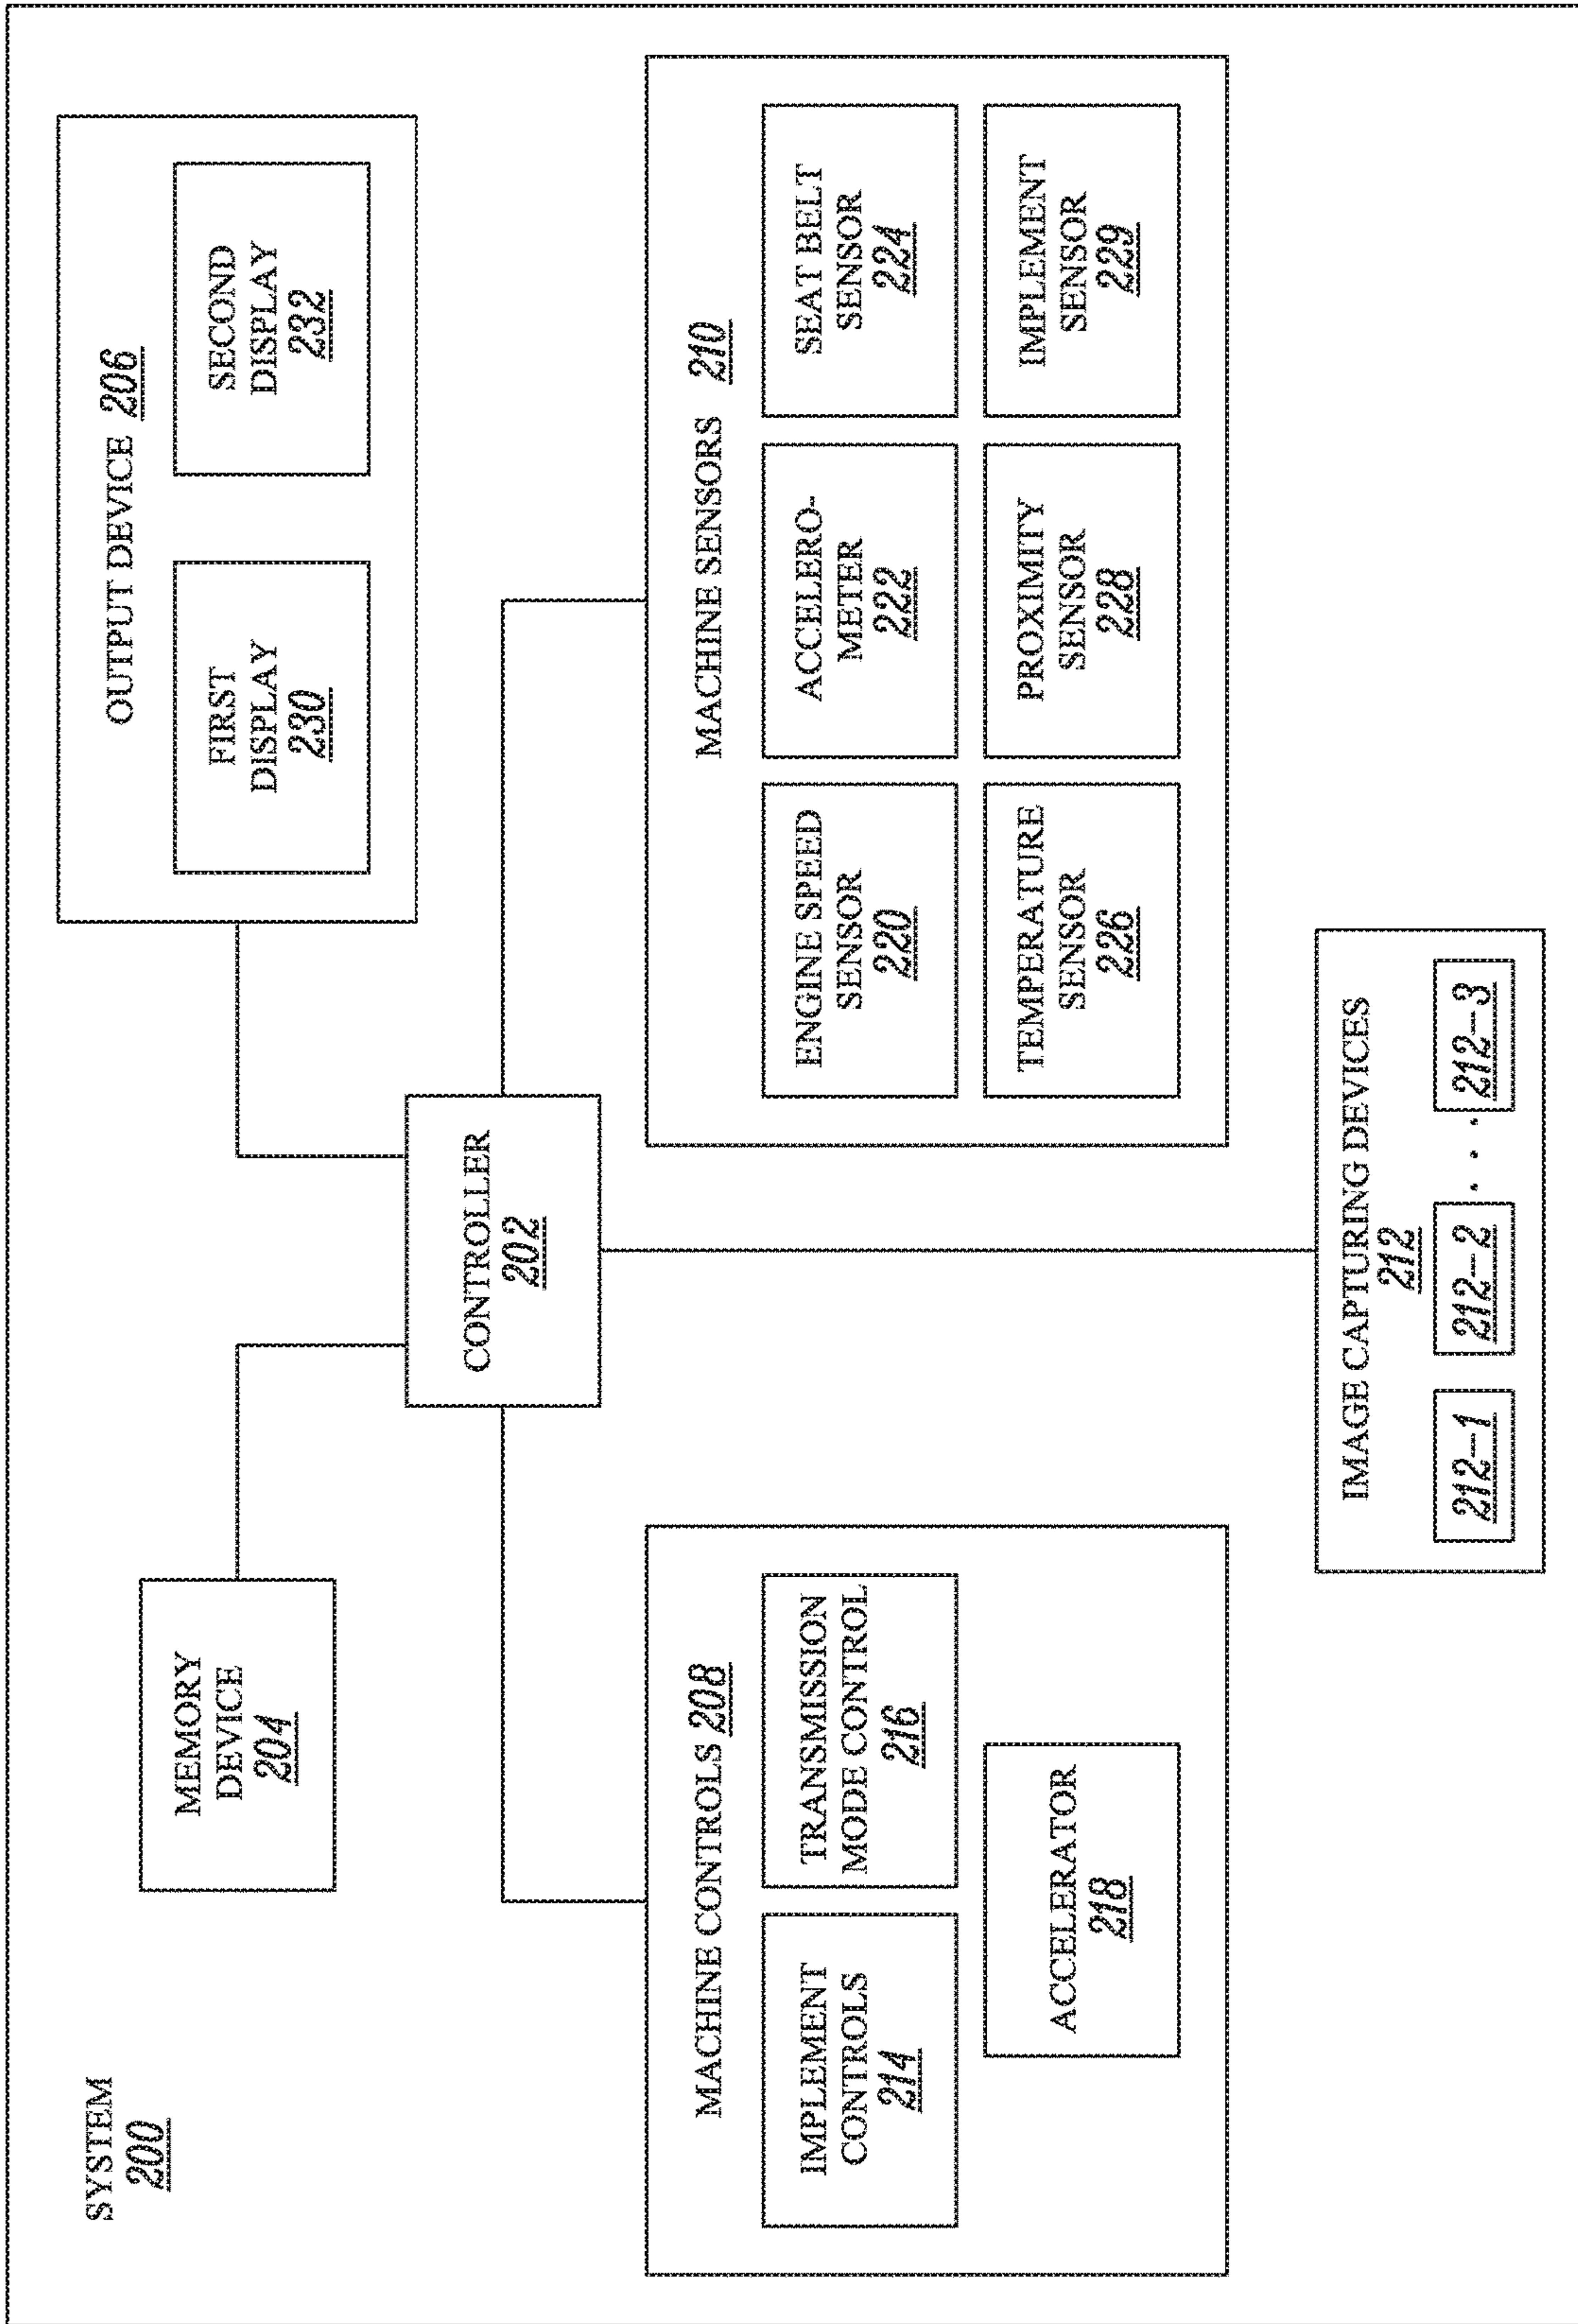 SYSTEM
200
MEMORY
DEVICE
204
OUTPUT DEVICE 206
FIRST
DISPLAY
230
SECOND
DISPLAY
232
CONTROLLER
202
MACHINE CONTROLS 208
IMPLEMENT
CONTROLS
214
TRANSMISSION
MODE CONTROL
216
ACCELERATOR
218
MACHINE SENSORS 210
ENGINE SPEED
SENSOR
220
ACCELERO-
METER
222
SEAT BELT
SENSOR
224
TEMPERATURE
SENSOR
226
PROXIMITY
SENSOR
228
IMPLEMENT
SENSOR
229
IMAGE CAPTURING DEVICES
212
212-1 212-2 . . . 212-3